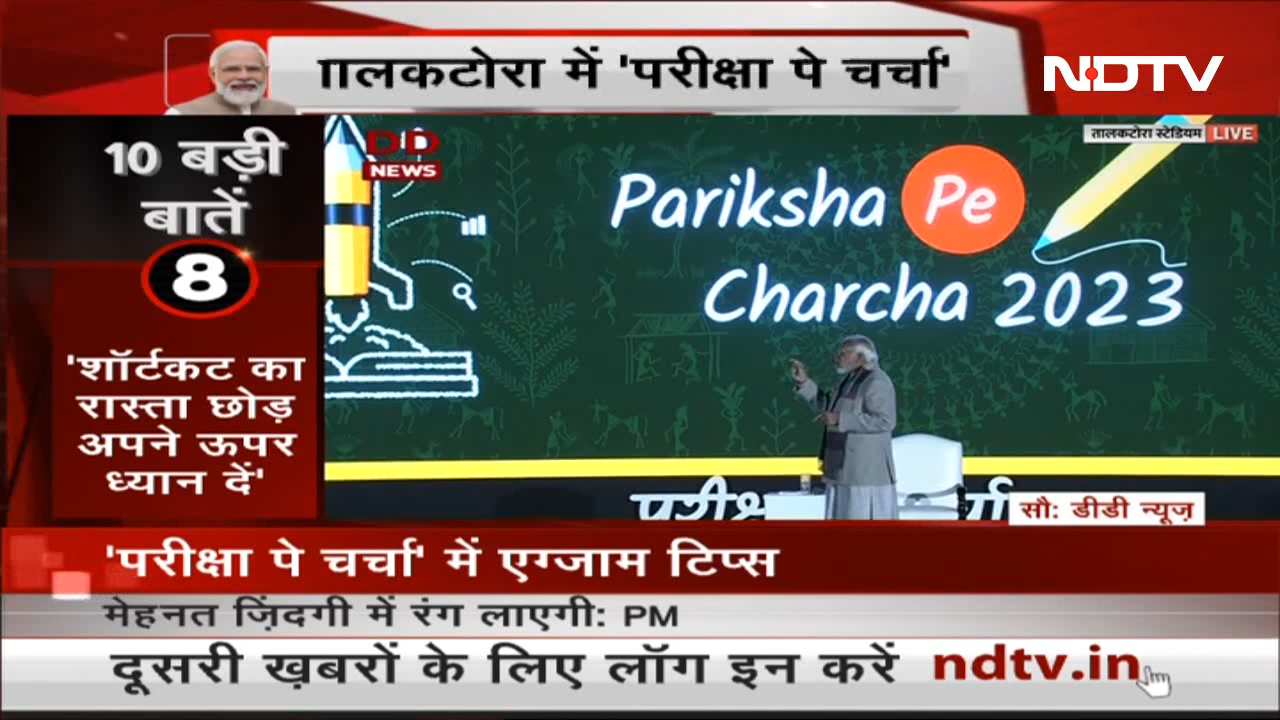 तालकटोरा में 'परीक्षा पे चर्चा'
NDTV
10 बड़ी
बातें
8
'शॉर्टकट का
रास्ता छोड़
अपने ऊपर
ध्यान दें'
DD
NEWS
तालकटोरा स्टेडियम LIVE
Pariksha Pe
Charcha 2023
सौ: डीडी न्यूज़
'परीक्षा पे चर्चा' में एग्जाम टिप्स
मेहनत ज़िंदगी में रंग लाएगी: PM
दूसरी ख़बरों के लिए लॉग इन करें ndtv.in